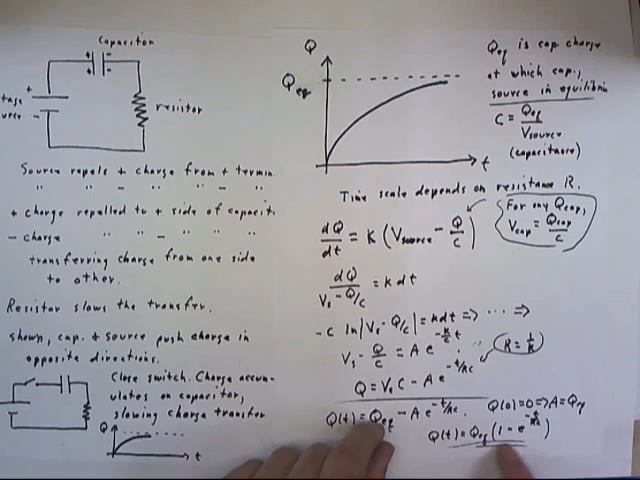 capacitor
+ -
+ -
+
-
resistor
Source repels + charge from + termin
" " - " " - "
+ charge repelled to + side of capacit
- charge " " - " " "
transferring charge from one side
to other.
Resistor slows the transfer.
shown, cap. + source push charge in
opposite directions.
Close switch. Charge accum-
ulates on capacitor,
slowing charge transfer
Q
t
Q
Qeq
t
Qeq is cap charge
at which cap,
source in equilibri
C = Qeq/Vsource
(capacitance)
Time scale depends on resistance R.
For any Qcap,
Vcap = Qcap/C
dQ/dt = k (Vsource - Q/C)
dQ/(Vs - Q/C) = k dt
-C ln|Vs - Q/C| = kdt => ... =>
Vs - Q/C = A e^(-k/C t)
(R = 1/k)
Q = Vs C - A e^(-t/RC)
Q(t) = Qeq - A e^(-t/RC).
Q(0) = 0 => A = Qeq
Q(t) = Qeq (1 - e^(-t/RC))